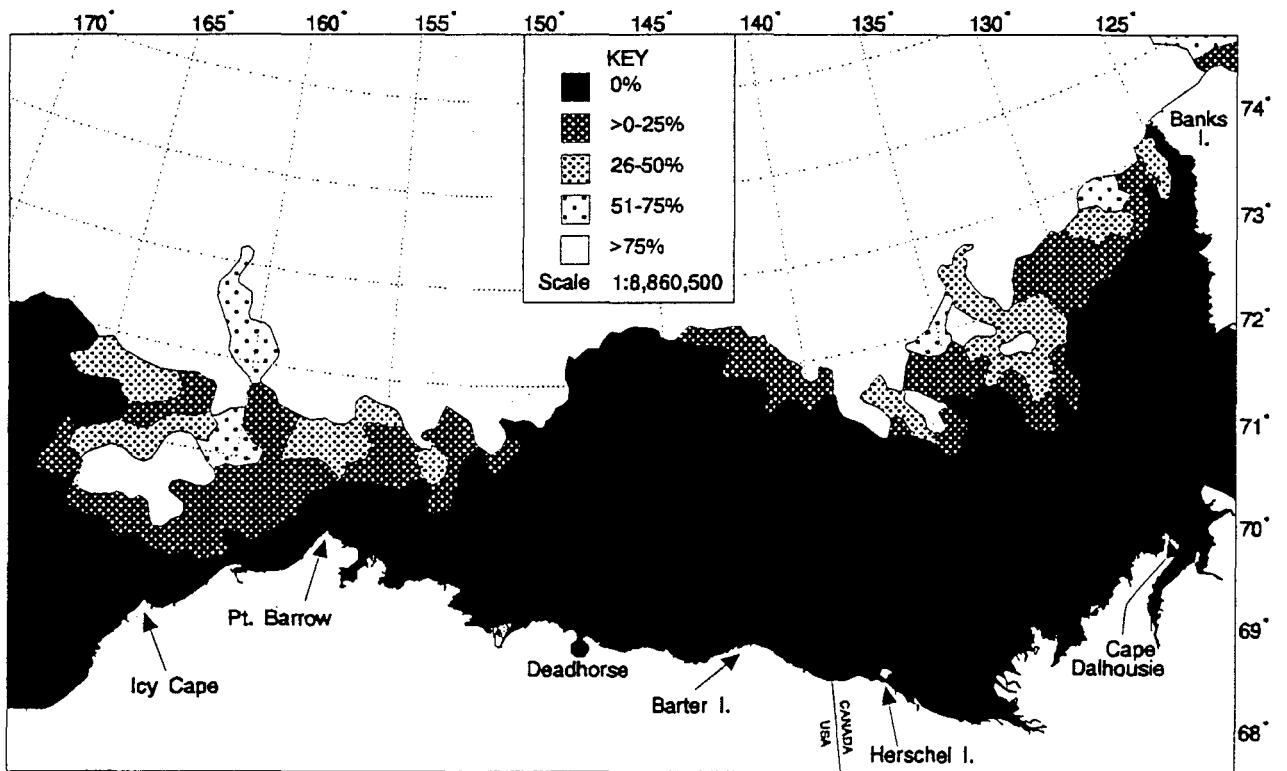 170° 165° 160° 155° 150° 145° 140° 135° 130° 125°
KEY
0%
>0-25%
26-50%
51-75%
>75%
Scale 1:8,860,500
74°
Banks
I.
73°
72°
71°
70°
69°
68°
Pt. Barrow
Icy Cape
Deadhorse
Barter I.
CANADA
USA
Herschel I.
Cape
Dalhousie